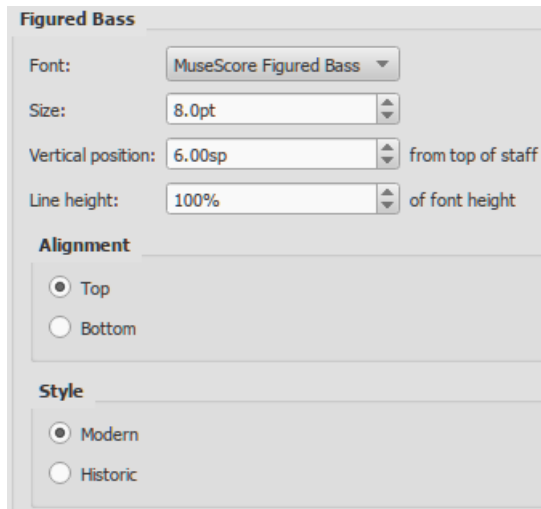 Figured Bass
Font: MuseScore Figured Bass
Size: 8.0pt
Vertical position: 6.00sp from top of staff
Line height: 100% of font height
Alignment
Top
Bottom
Style
Modern
Historic